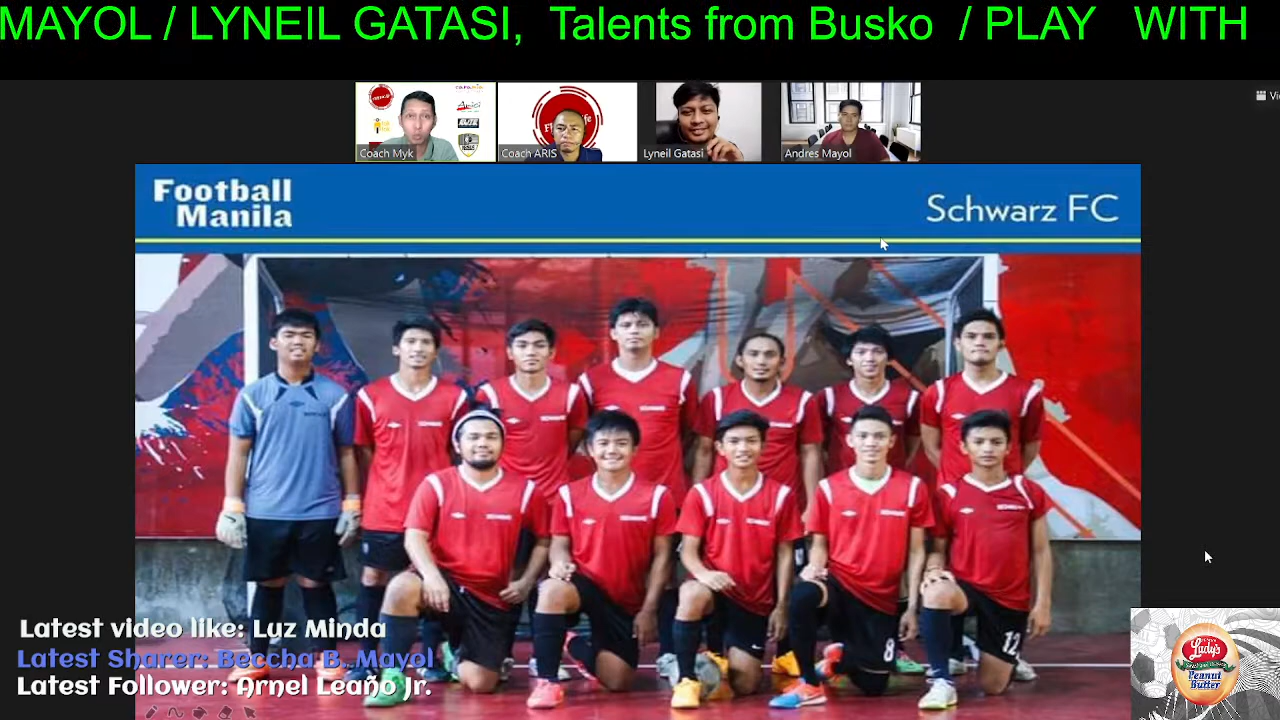 MAYOL / LYNEIL GATASI, Talents from Busko / PLAY WITH
Coach Myk
Coach ARIS
Lyneil Gatasi
Andres Mayol
Football
Manila
Schwarz FC
8
12
Latest video like: Luz Minda
Latest Sharer: Beccha B. Mayol
Latest Follower: Arnel Leaño Jr.
Lady's
Peanut
Butter